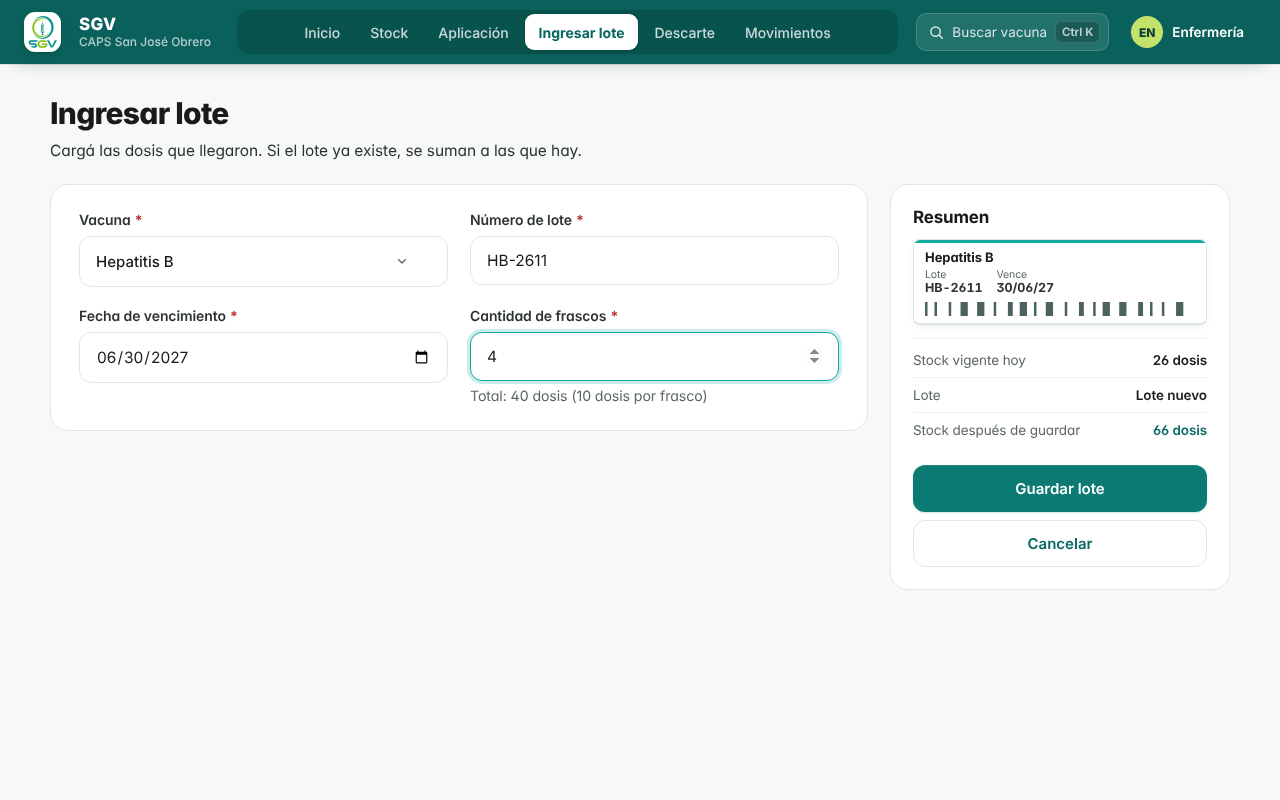 SGV
SGV
CAPS San José Obrero
Inicio
Stock
Aplicación
Ingresar lote
Descarte
Movimientos
Buscar vacuna
Ctrl K
EN
Enfermería
Ingresar lote
Cargá las dosis que llegaron. Si el lote ya existe, se suman a las que hay.
Vacuna *
Hepatitis B
Número de lote *
HB-2611
Fecha de vencimiento *
06/30/2027
Cantidad de frascos *
4
Total: 40 dosis (10 dosis por frasco)
Resumen
Hepatitis B
Lote Vence
HB-2611 30/06/27
Stock vigente hoy 26 dosis
Lote Lote nuevo
Stock después de guardar 66 dosis
Guardar lote
Cancelar